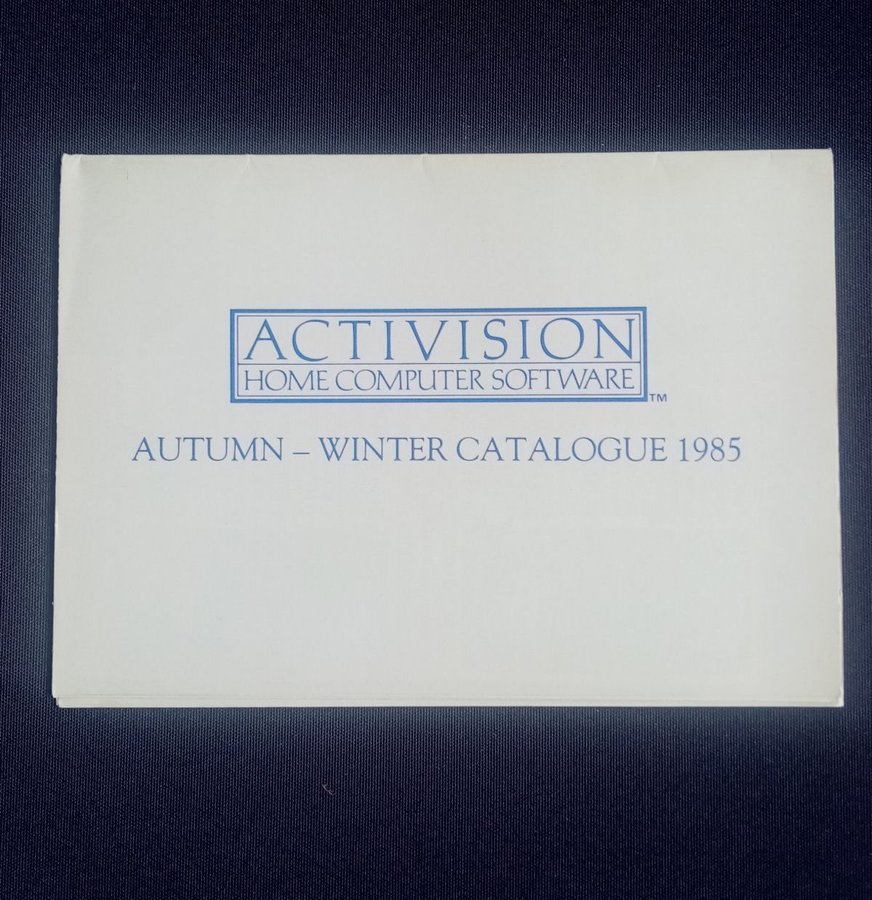 ACTIVISION
HOME COMPUTER SOFTWARE
TM
AUTUMN – WINTER CATALOGUE 1985